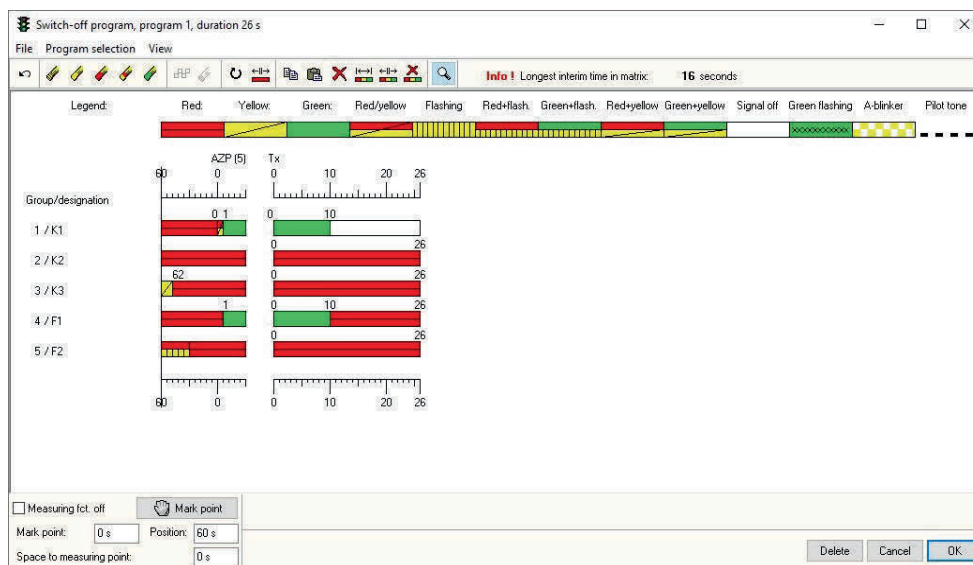 Switch-off program, program 1, duration 26 s
File Program selection View
Info ! Longest interim time in matrix: 16 seconds
Legend: Red: Yellow: Green: Red/yellow Flashing Red+flash. Green+flash. Red+yellow Green+yellow Signal off Green flashing A-blinker Pilot tone
AZP (5) Tx
60 0 0 10 20 26
Group/designation
0 1 0 10
1 / K1
26
2 / K2
62 0 26
3 / K3
1 0 10 26
4 / F1
0 26
5 / F2
60 0 0 10 20 26
Measuring fct. off Mark point
Mark point: 0 s Position: 60 s
Space to measuring point: 0 s
Delete Cancel OK